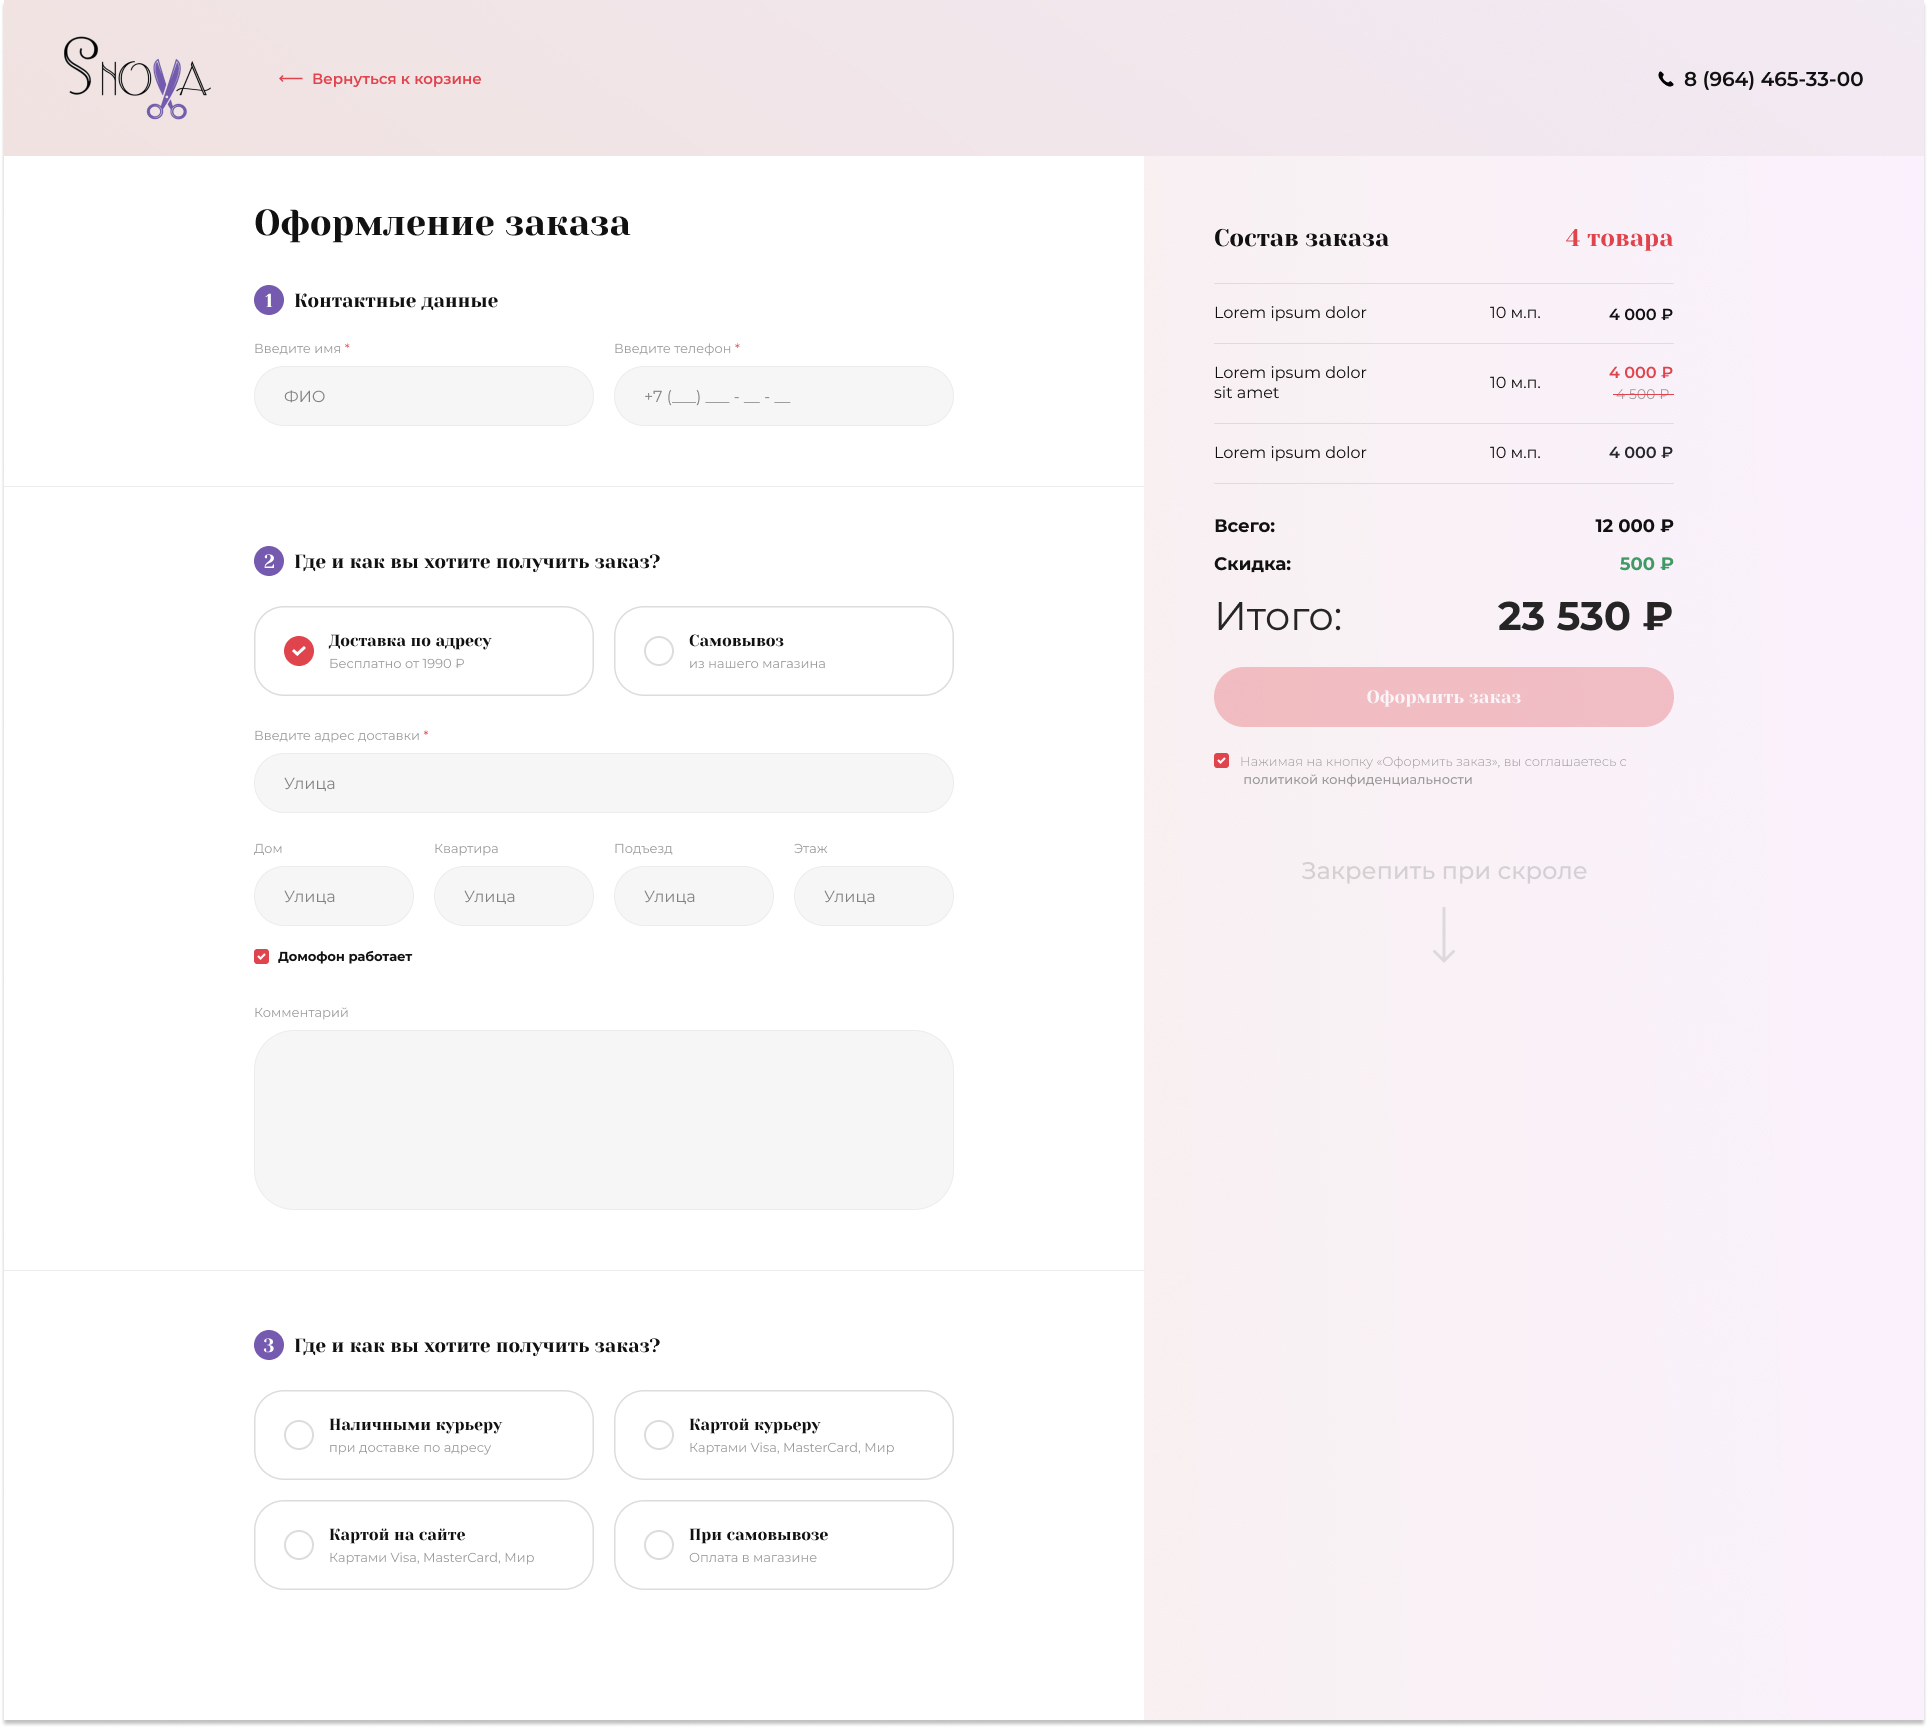 Snova
⟵ Вернуться к корзине
8 (964) 465-33-00
Оформление заказа
1 Контактные данные
Введите имя *
Введите телефон *
ФИО
+7 (___) ___ - __ - __
2 Где и как вы хотите получить заказ?
Доставка по адресу
Бесплатно от 1990 ₽
Самовывоз
из нашего магазина
Введите адрес доставки *
Улица
Дом
Квартира
Подъезд
Этаж
Улица
Улица
Улица
Улица
Домофон работает
Комментарий
3 Где и как вы хотите получить заказ?
Наличными курьеру
при доставке по адресу
Картой курьеру
Картами Visa, MasterCard, Мир
Картой на сайте
Картами Visa, MasterCard, Мир
При самовывозе
Оплата в магазине
Состав заказа 4 товара
Lorem ipsum dolor 10 м.п. 4 000 ₽
Lorem ipsum dolor
sit amet
10 м.п.
4 000 ₽
4 500 ₽
Lorem ipsum dolor 10 м.п. 4 000 ₽
Всего: 12 000 ₽
Скидка: 500 ₽
Итого: 23 530 ₽
Оформить заказ
Нажимая на кнопку «Оформить заказ», вы соглашаетесь с
политикой конфиденциальности
Закрепить при скроле